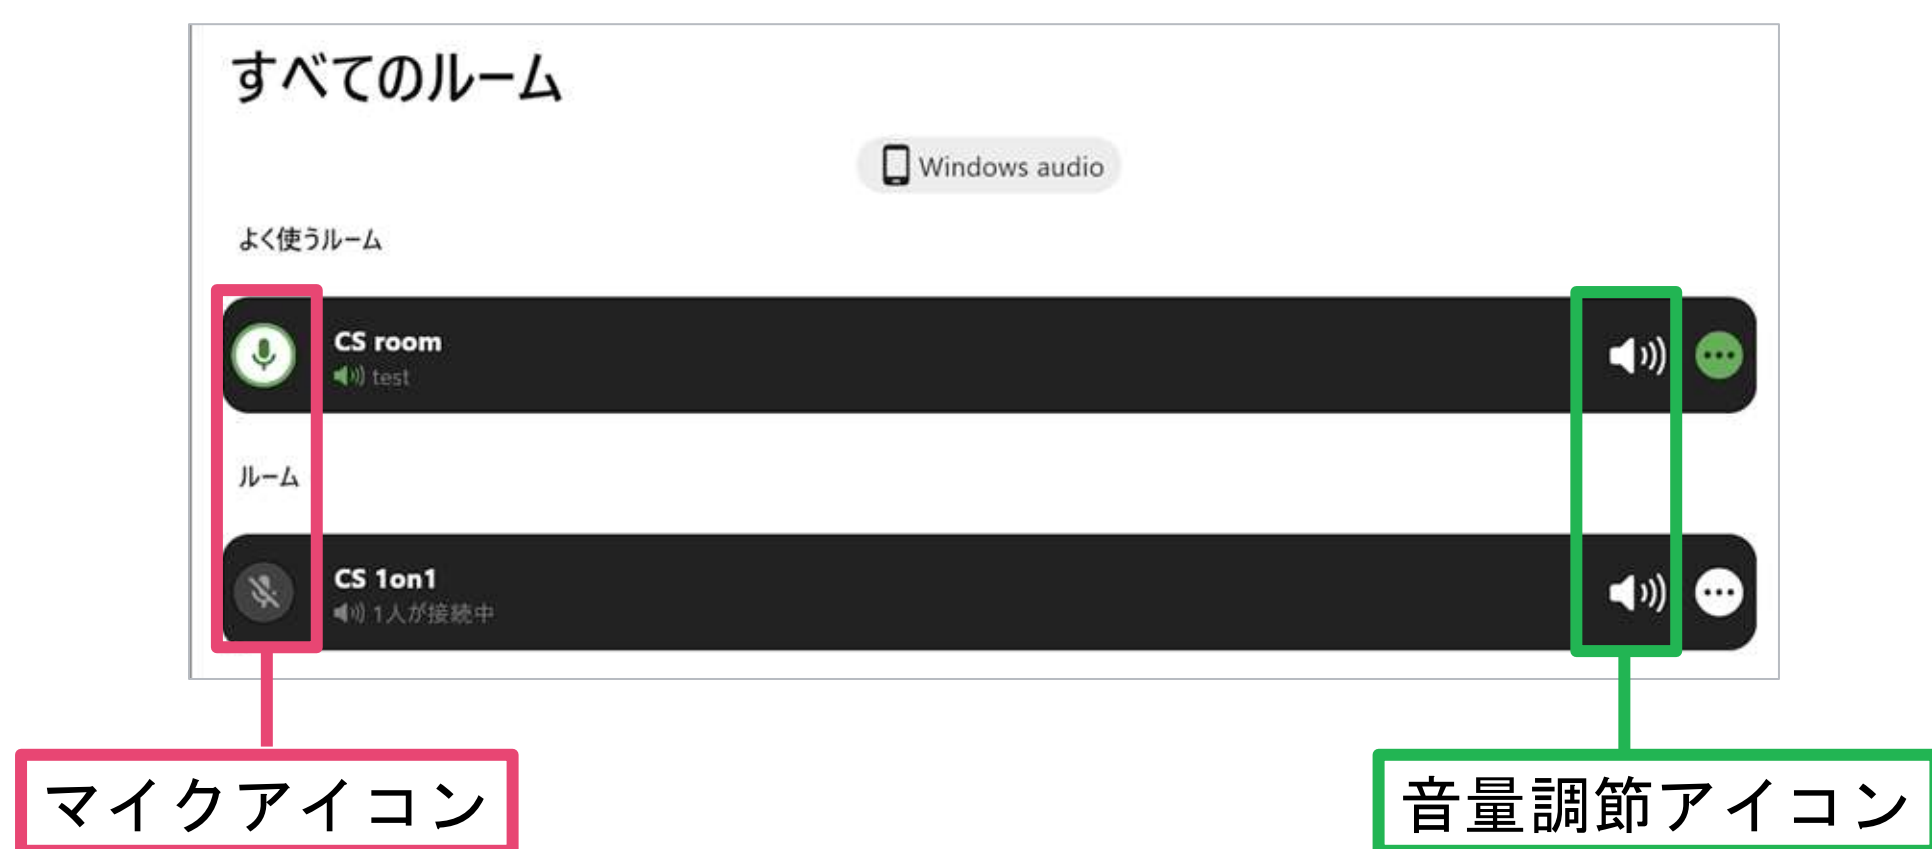 すべてのルーム
Windows audio
よく使うルーム
CS room
test
ルーム
CS 1on1
1人が接続中
マイクアイコン
音量調節アイコン